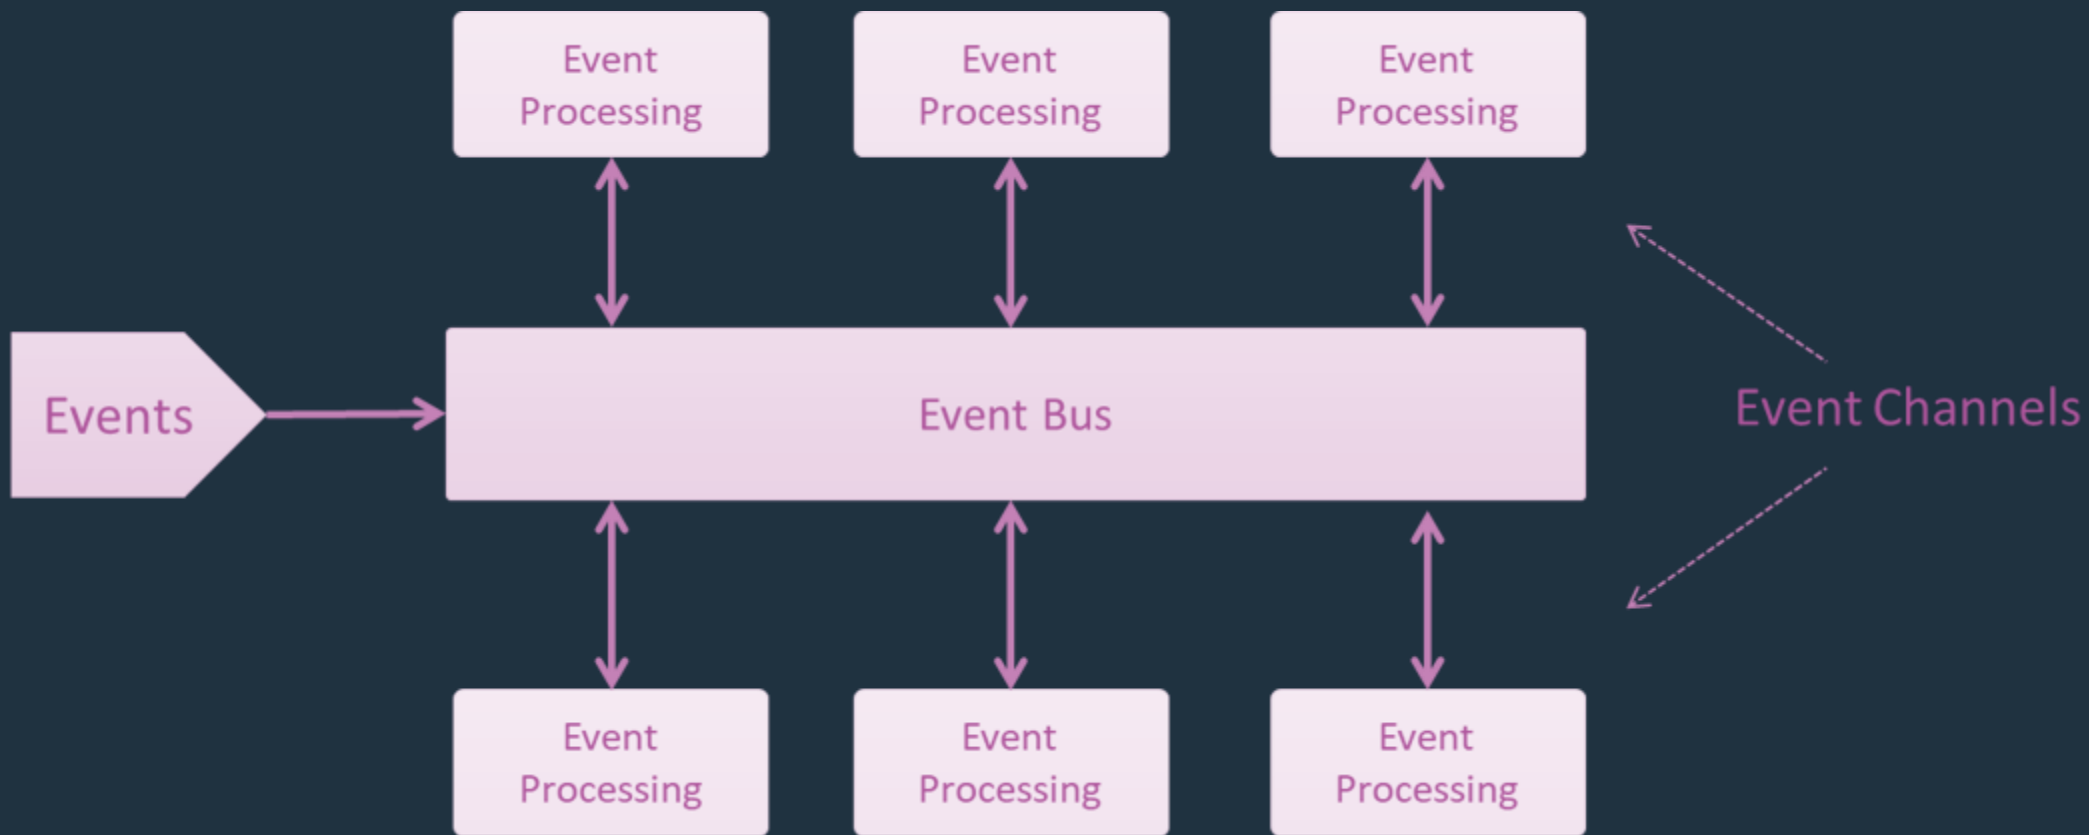 Event
Processing
Event
Processing
Event
Processing
Events
Event Bus
Event Channels
Event
Processing
Event
Processing
Event
Processing